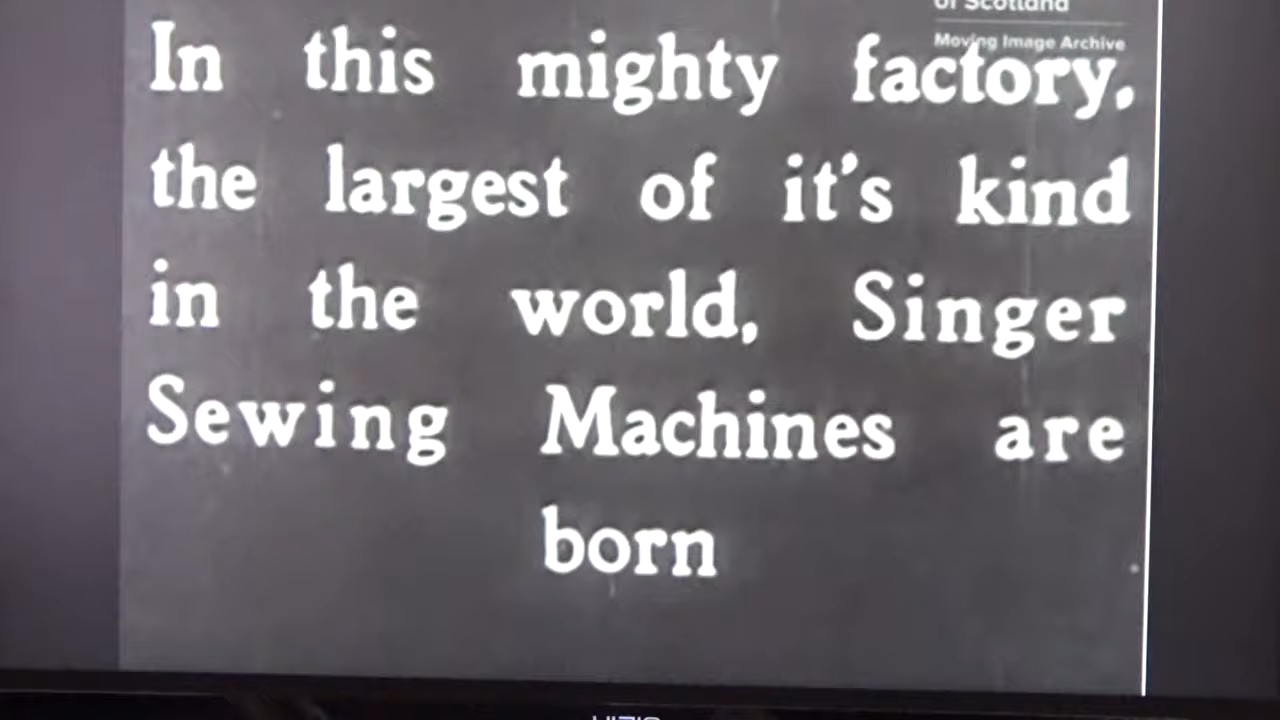 of Scotland
Moving Image Archive
In this mighty factory,
the largest of it's kind
in the world, Singer
Sewing Machines are
born
VIZIO